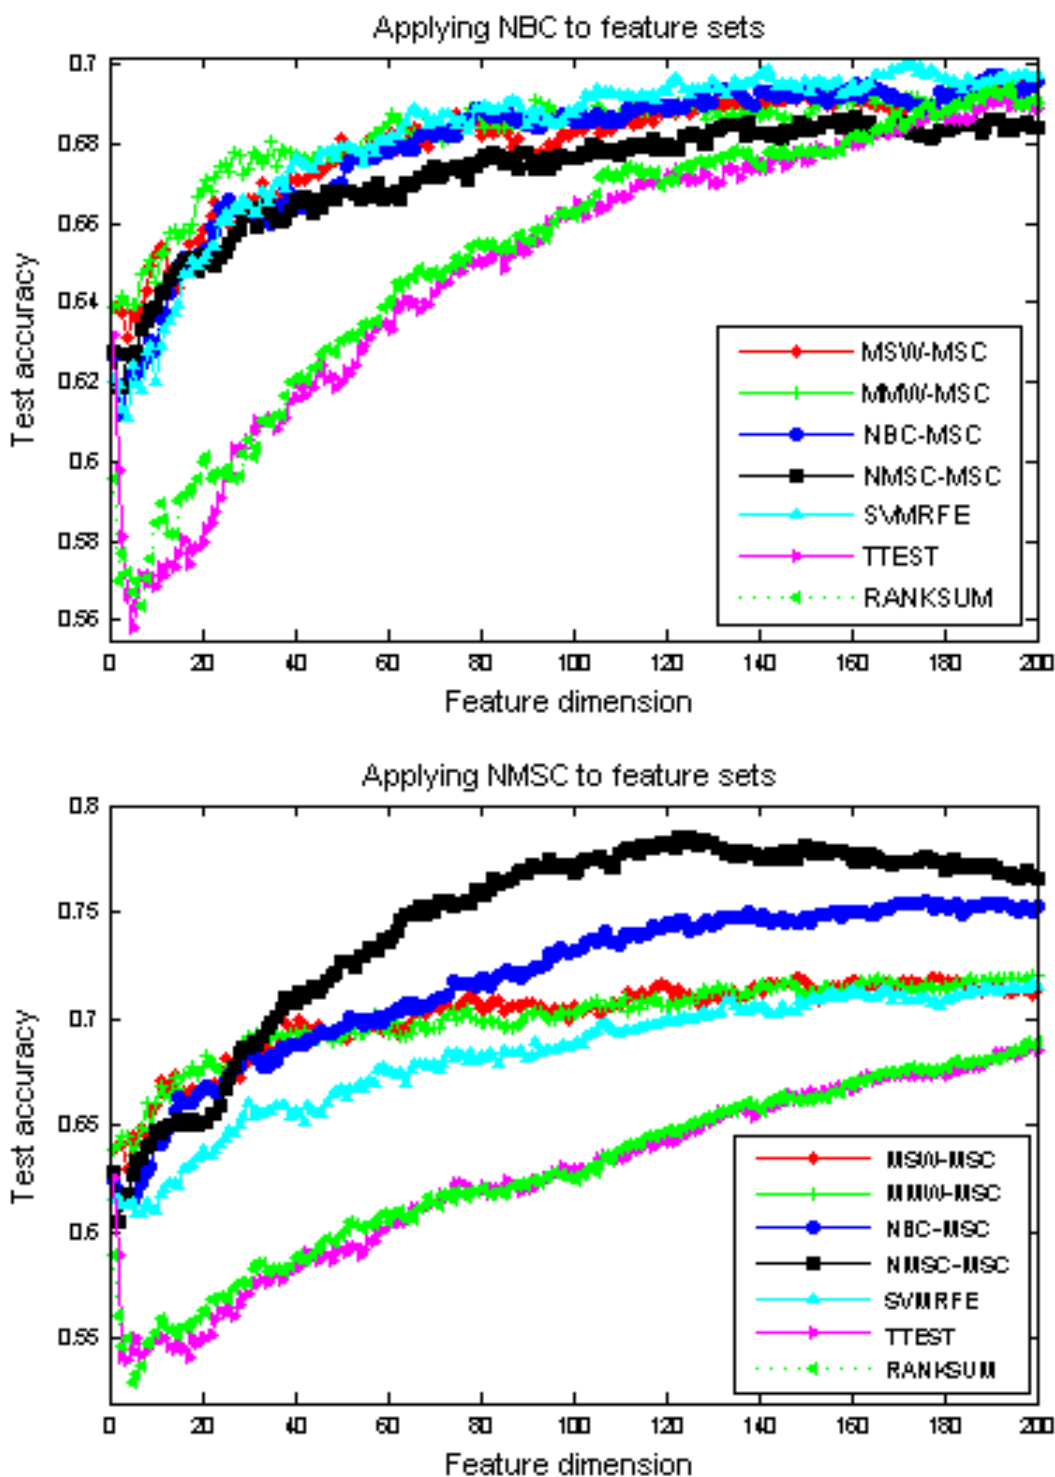 Applying NBC to feature sets
0.7
0.68
0.66
0.64
0.62
0.6
0.58
0.56
Test accuracy
MSW-MSC
MMW-MSC
NBC-MSC
NMSC-MSC
SVMRFE
TTEST
RANKSUM
0 20 40 60 80 100 120 140 160 180 200
Feature dimension
Applying NMSC to feature sets
0.8
0.75
0.7
0.65
0.6
0.55
Test accuracy
MSW-MSC
MMW-MSC
NBC-MSC
NMSC-MSC
SVMRFE
TTEST
RANKSUM
0 20 40 60 80 100 120 140 160 180 200
Feature dimension